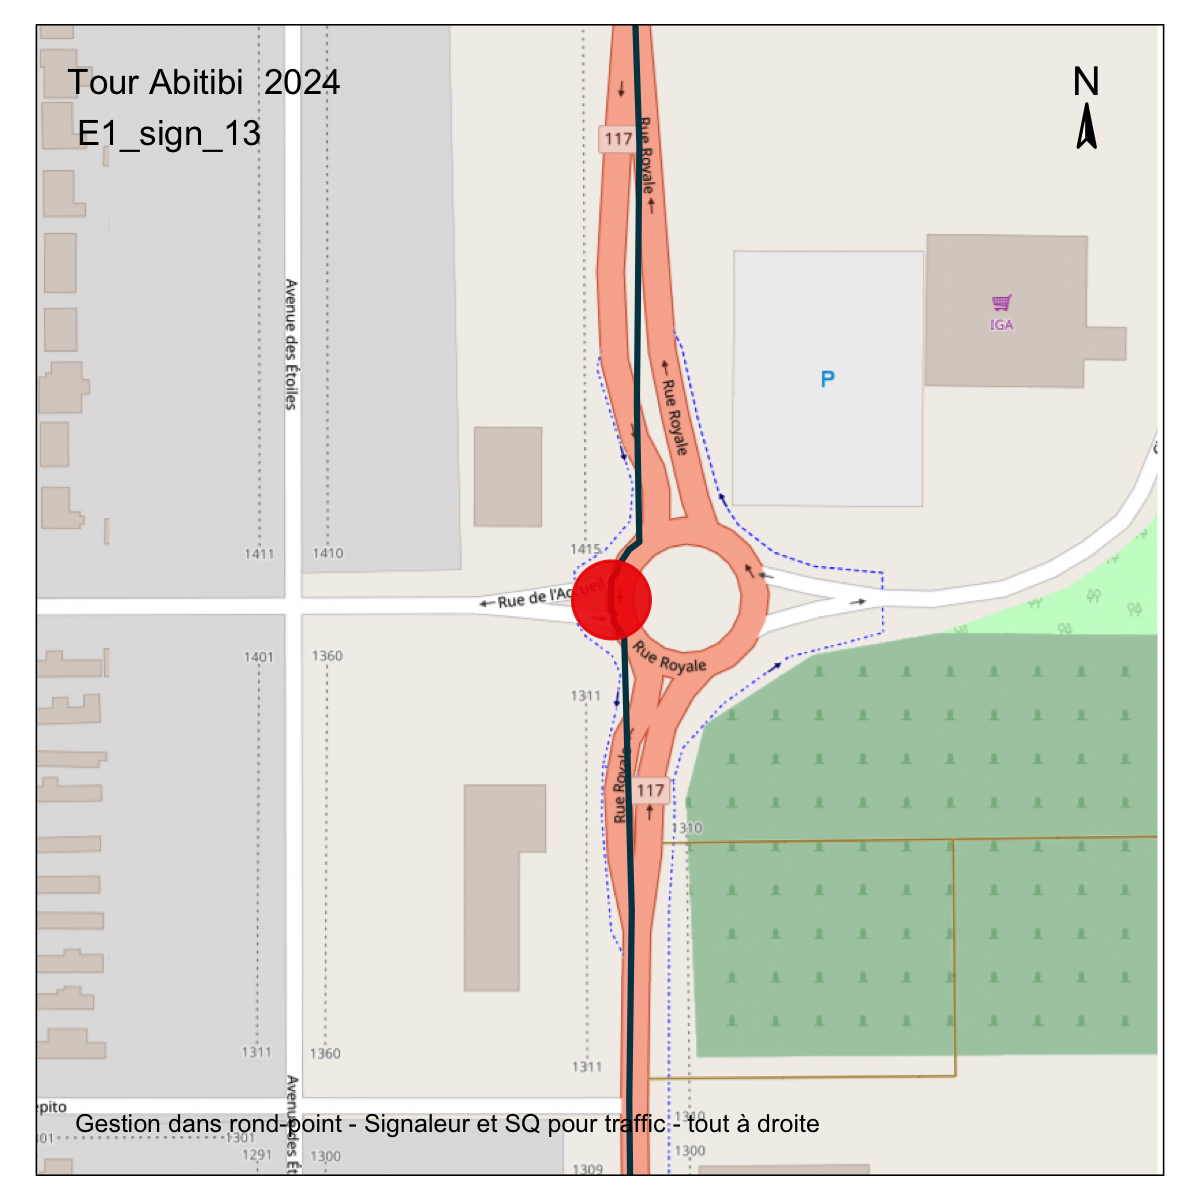 Tour Abitibi 2024
E1_sign_13
N
117
Rue Royale
Avenue des Étoiles
IGA
P
Rue Royale
1411
1410
1415
Rue de l'Accueil
Rue Royale
1401
1360
1311
Rue Royale
117
1310
1311
1360
1311
Avenue des Ét
epito
Gestion dans rond-point - Signaleur et SQ pour traffic - tout à droite
1310
301
1301
1291
1300
1309
1300